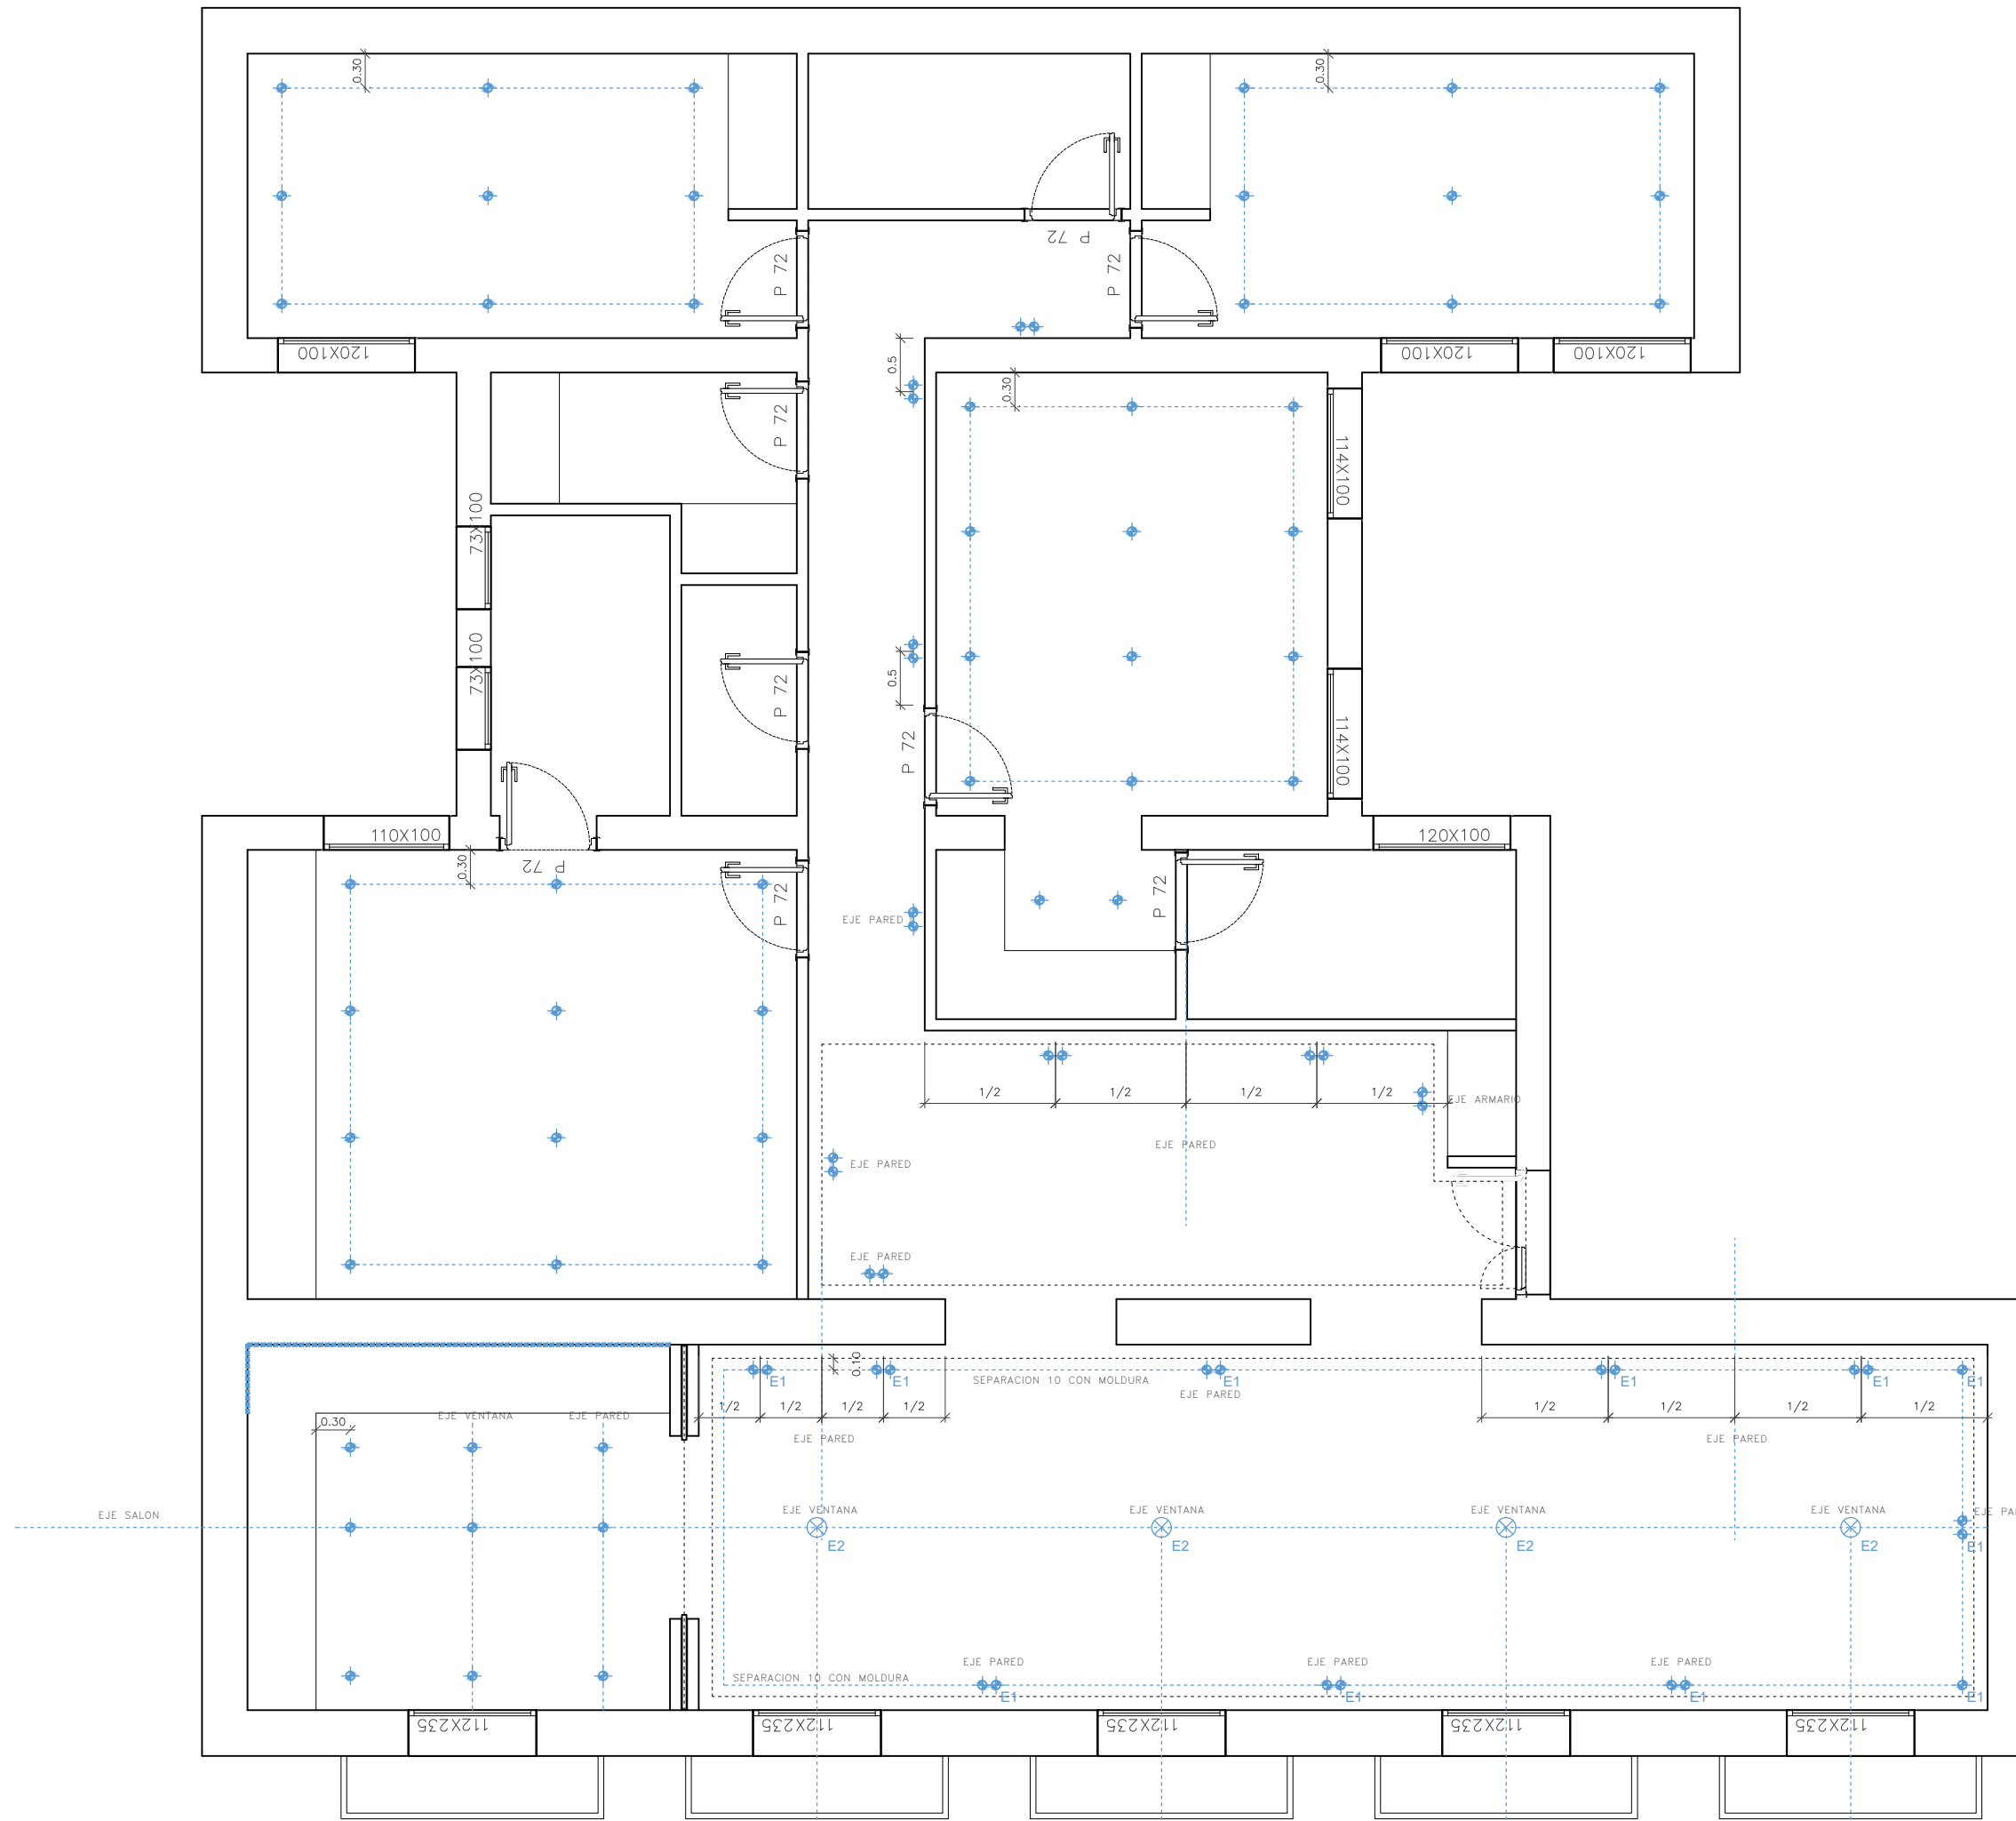 0.30
0.30
P 72
P 72
P 72
120X100
120X100
120X100
0.5
0.30
P 72
114X100
73X100
73X100
0.5
P 72
P 72
114X100
110X100
120X100
0.30
P 72
P 72
P 72
EJE PARED
1/2
1/2
1/2
1/2
EJE ARMARIO
EJE PARED
EJE PARED
EJE PARED
0.10
SEPARACION 10 CON MOLDURA
E1
E1
E1
E1
E1
E1
EJE PARED
1/2
1/2
1/2
1/2
1/2
1/2
1/2
1/2
0.30
EJE VENTANA
EJE PARED
EJE PARED
EJE PARED
EJE SALON
EJE VENTANA
EJE VENTANA
EJE VENTANA
EJE VENTANA
EJE PA
E2
E2
E2
E2
E1
EJE PARED
EJE PARED
EJE PARED
SEPARACION 10 CON MOLDURA
E1
E1
E1
E1
112X235
112X235
112X235
112X235
112X235